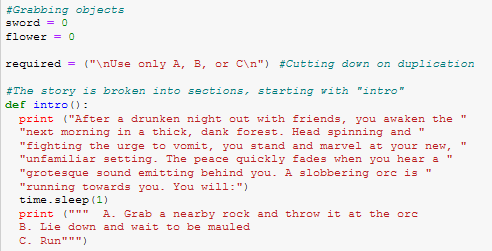 #Grabbing objects
sword = 0
flower = 0
required = ("\nUse only A, B, or C\n") #Cutting down on duplication
#The story is broken into sections, starting with "intro"
def intro():
print ("After a drunken night out with friends, you awaken the "
"next morning in a thick, dank forest. Head spinning and "
"fighting the urge to vomit, you stand and marvel at your new, "
"unfamiliar setting. The peace quickly fades when you hear a "
"grotesque sound emitting behind you. A slobbering orc is "
"running towards you. You will:")
time.sleep(1)
print (""" A. Grab a nearby rock and throw it at the orc
B. Lie down and wait to be mauled
C. Run""")